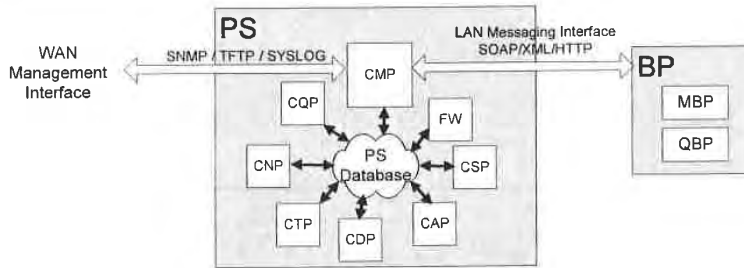 PS
LAN Messaging Interface
SOAP/XML/HTTP
WAN
Management
Interface
SNMP / TFTP / SYSLOG
CMP
BP
MBP
QBP
CQP
FW
CNP
PS
Database
CSP
CTP
CDP
CAP